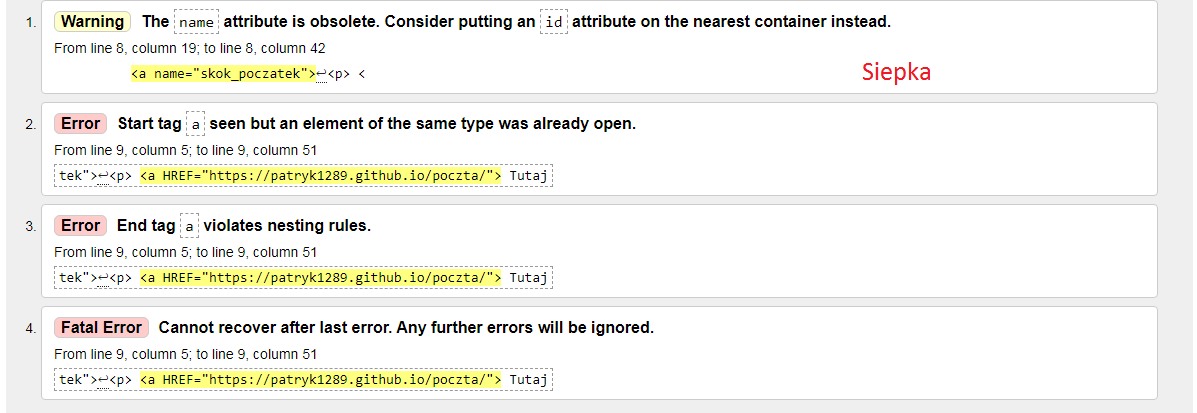 1. Warning The name attribute is obsolete. Consider putting an id attribute on the nearest container instead.
From line 8, column 19; to line 8, column 42
<a name="skok_poczatek">↩<p> <
Siepka
2. Error Start tag a seen but an element of the same type was already open.
From line 9, column 5; to line 9, column 51
tek">↩<p> <a HREF="https://patryk1289.github.io/poczta/"> Tutaj
3. Error End tag a violates nesting rules.
From line 9, column 5; to line 9, column 51
tek">↩<p> <a HREF="https://patryk1289.github.io/poczta/"> Tutaj
4. Fatal Error Cannot recover after last error. Any further errors will be ignored.
From line 9, column 5; to line 9, column 51
tek">↩<p> <a HREF="https://patryk1289.github.io/poczta/"> Tutaj